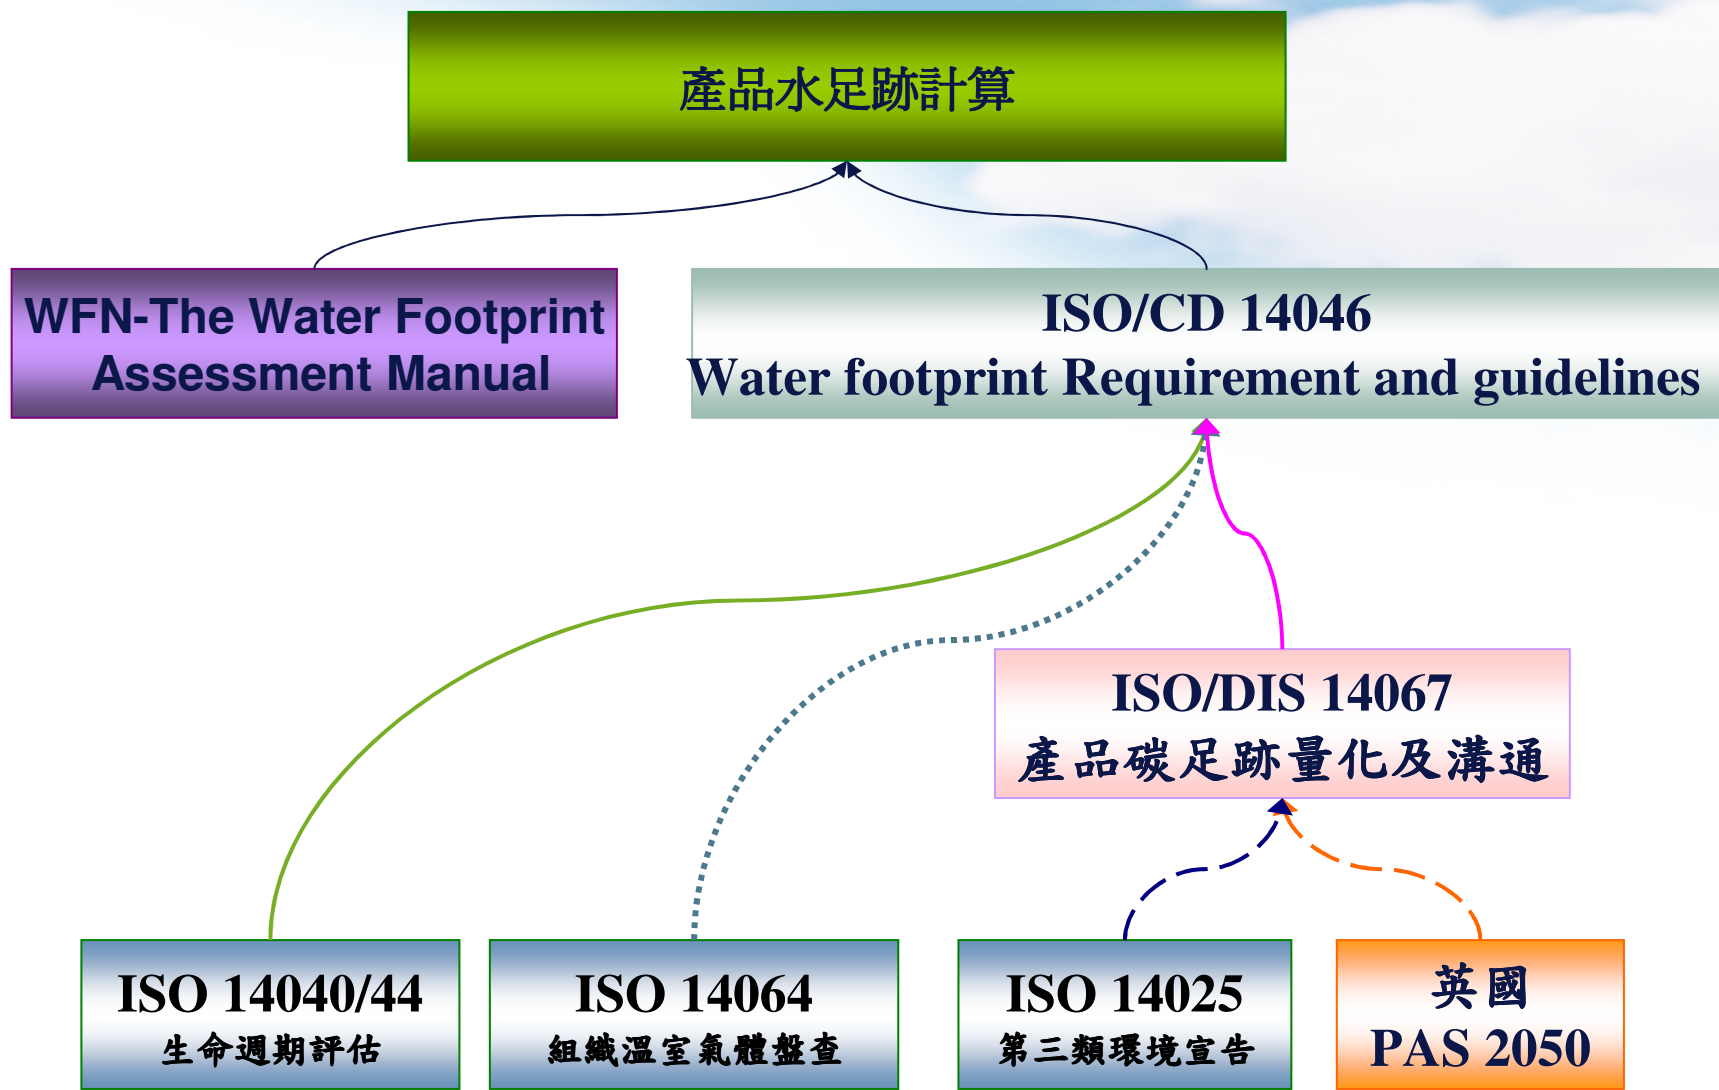 產品水足跡計算
WFN-The Water Footprint
Assessment Manual
ISO/CD 14046
Water footprint Requirement and guidelines
ISO/DIS 14067
產品碳足跡量化及溝通
ISO 14040/44
生命週期評估
ISO 14064
組織溫室氣體盤查
ISO 14025
第三類環境宣告
英國
PAS 2050